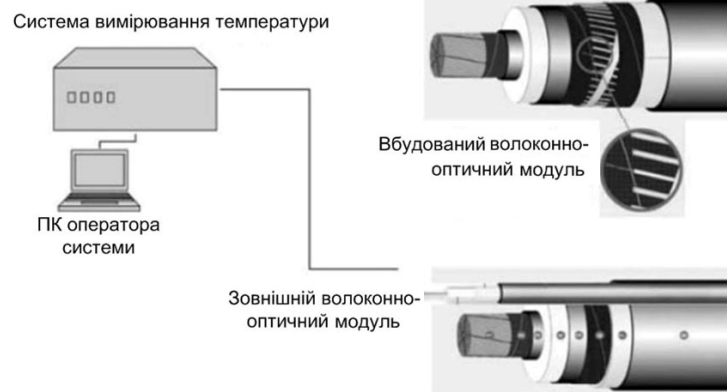 Система вимірювання температури
Вбудований волоконно-
оптичний модуль
ПК оператора
системи
Зовнішній волоконно-
оптичний модуль